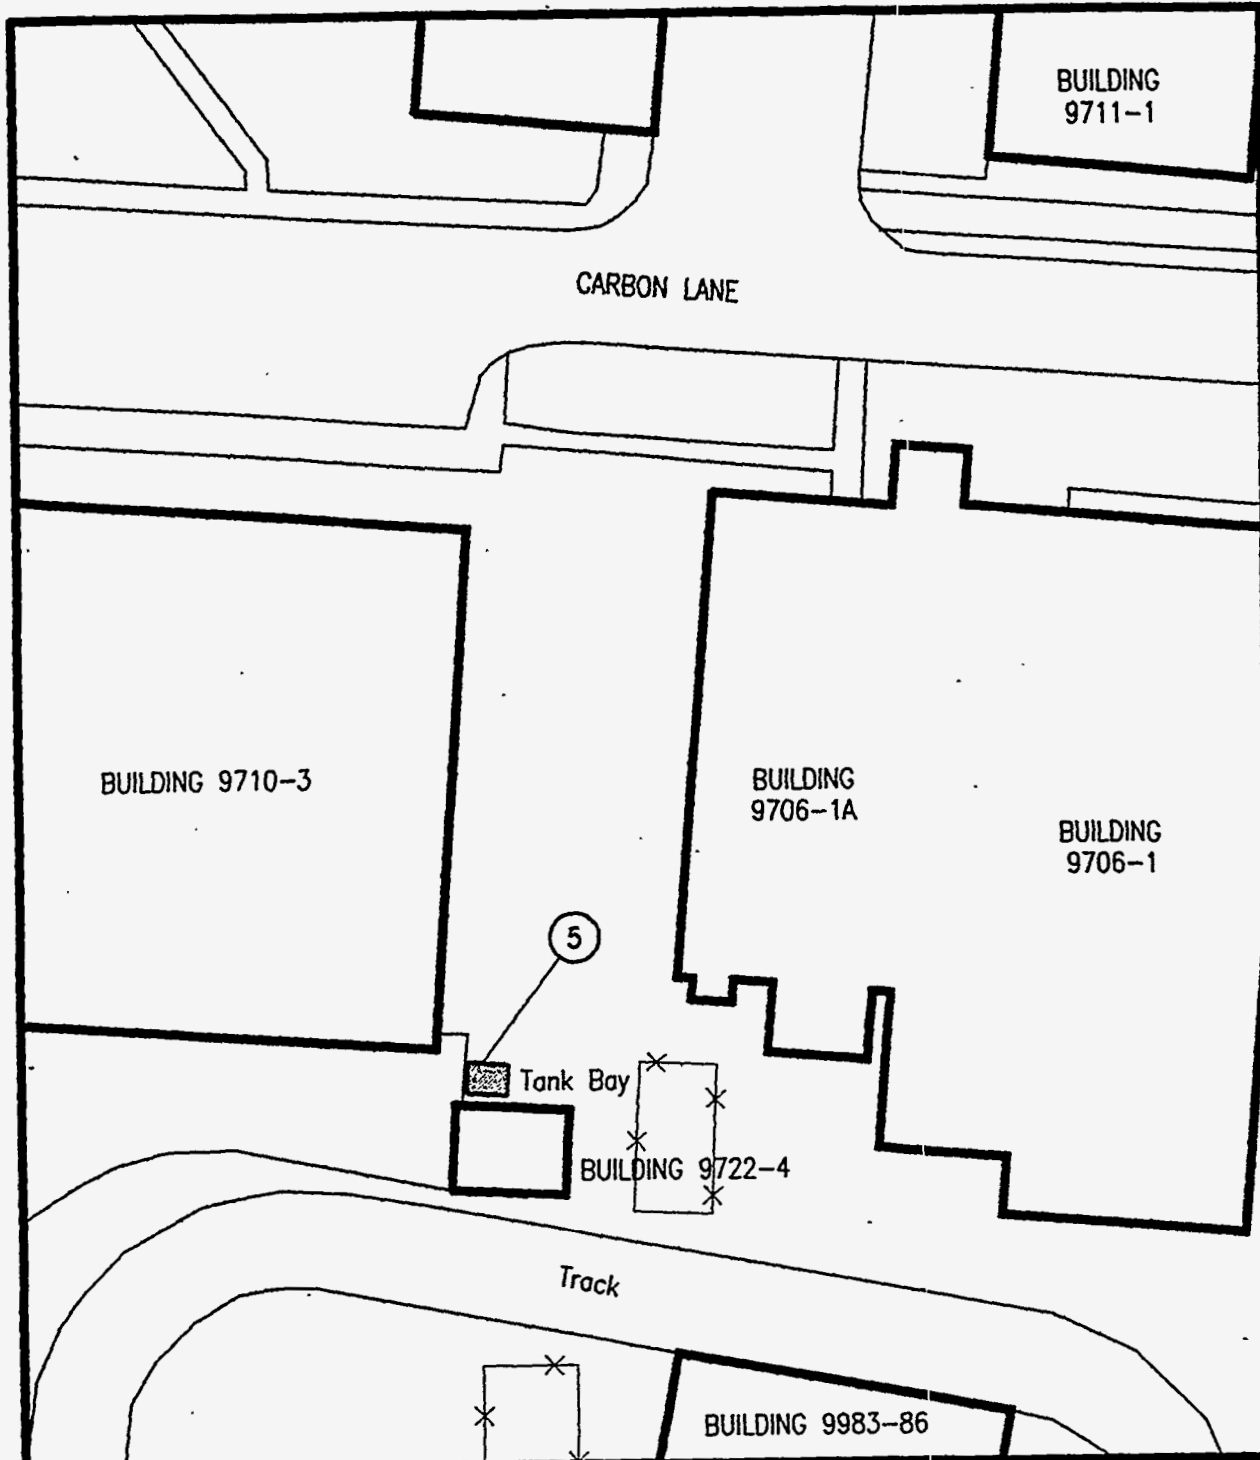 BUILDING
9711-1
CARBON LANE
BUILDING 9710-3
BUILDING
9706-1A
BUILDING
9706-1
5
Tank Bay
BUILDING 9722-4
Track
BUILDING 9983-86